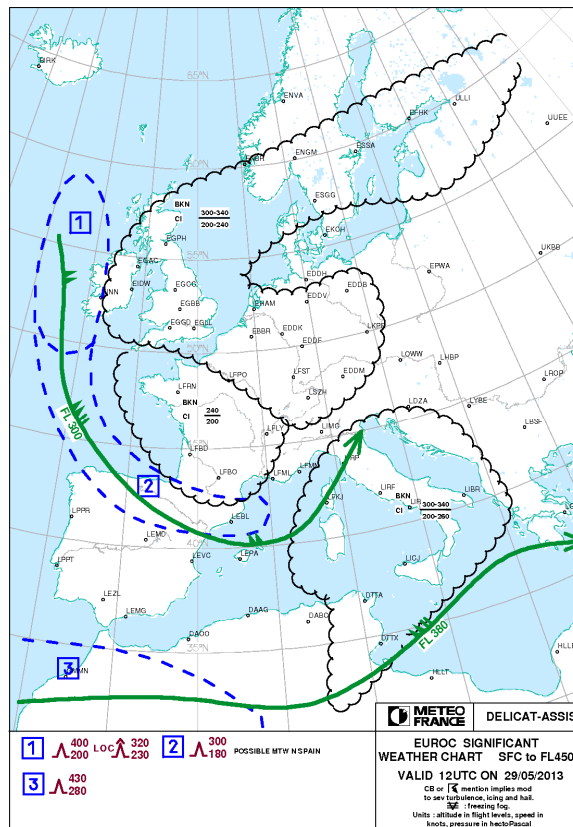 BIRK
ENVA
ULLI
EFHK
UUEE
ESSA
ENGM
ENBR
BKN
CI
300-340
200-240
ESGG
EGPH
EKCH
1
EGAC
UKBB
EPWA
EIDW
EGCC
EDDH
EDDB
EHAM
EDDV
EGBB
EGGD
EGLL
EBBR
EDDK
EDDF
LKPR
LFPO
LFST
EDDM
LOWW
LHBP
LFRN
BKN
CI
240
200
LSZH
LROP
FL 300
LDZA
LYBE
LFLY
LIMG
LBSF
LFBD
LFML
LFBO
2
LFKJ
LIRF
BKN
CI
300-340
200-260
LIBR
LPPR
LEBL
LEMD
LEVC
LEPA
LPPT
LICJ
LEZL
LEMG
DAAG
DABC
DTTA
DAOO
DTTX
FL 380
3
HLLT
METEO
FRANCE
DELICAT-ASSIS
1
400
200
LOC
320
230
2
300
180
POSSIBLE MTW N SPAIN
3
430
280
EUROC SIGNIFICANT
WEATHER CHART SFC to FL450
VALID 12UTC ON 29/05/2013
CB or mention implies mod
to sev turbulence, icing and hail.
: freezing fog.
Units : altitude in flight levels, speed in
knots, pressure in hectoPascal